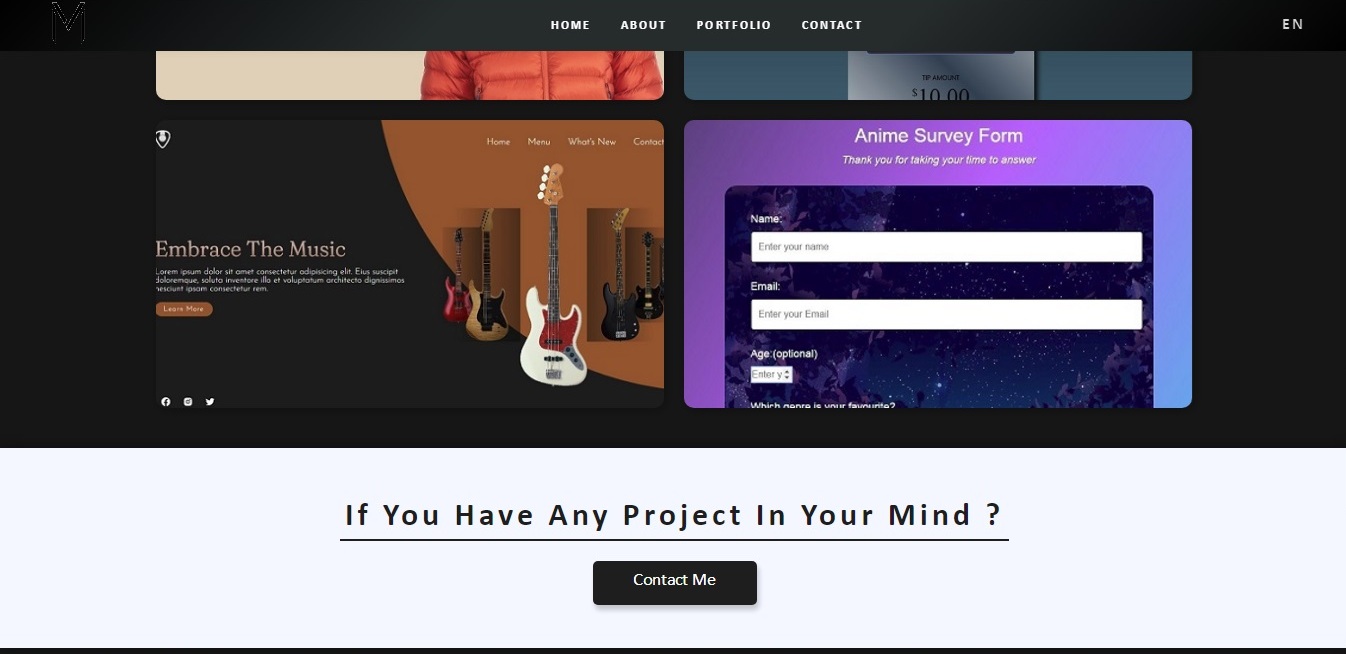 M
HOME ABOUT PORTFOLIO CONTACT
EN
TIP AMOUNT
$10.00
Home Menu What's New Contact
Embrace The Music
Lorem ipsum dolor sit amet consectetur adipisicing elit. Eius suscipit
doloremque, soluta inventore illo et voluptatum architecto dignissimos
nesciunt ipsam consectetur rem.
Learn More
Anime Survey Form
Thank you for taking your time to answer
Name:
Enter your name
Email:
Enter your Email
Age:(optional)
Enter y
Which genre is your favourite?
If You Have Any Project In Your Mind ?
Contact Me